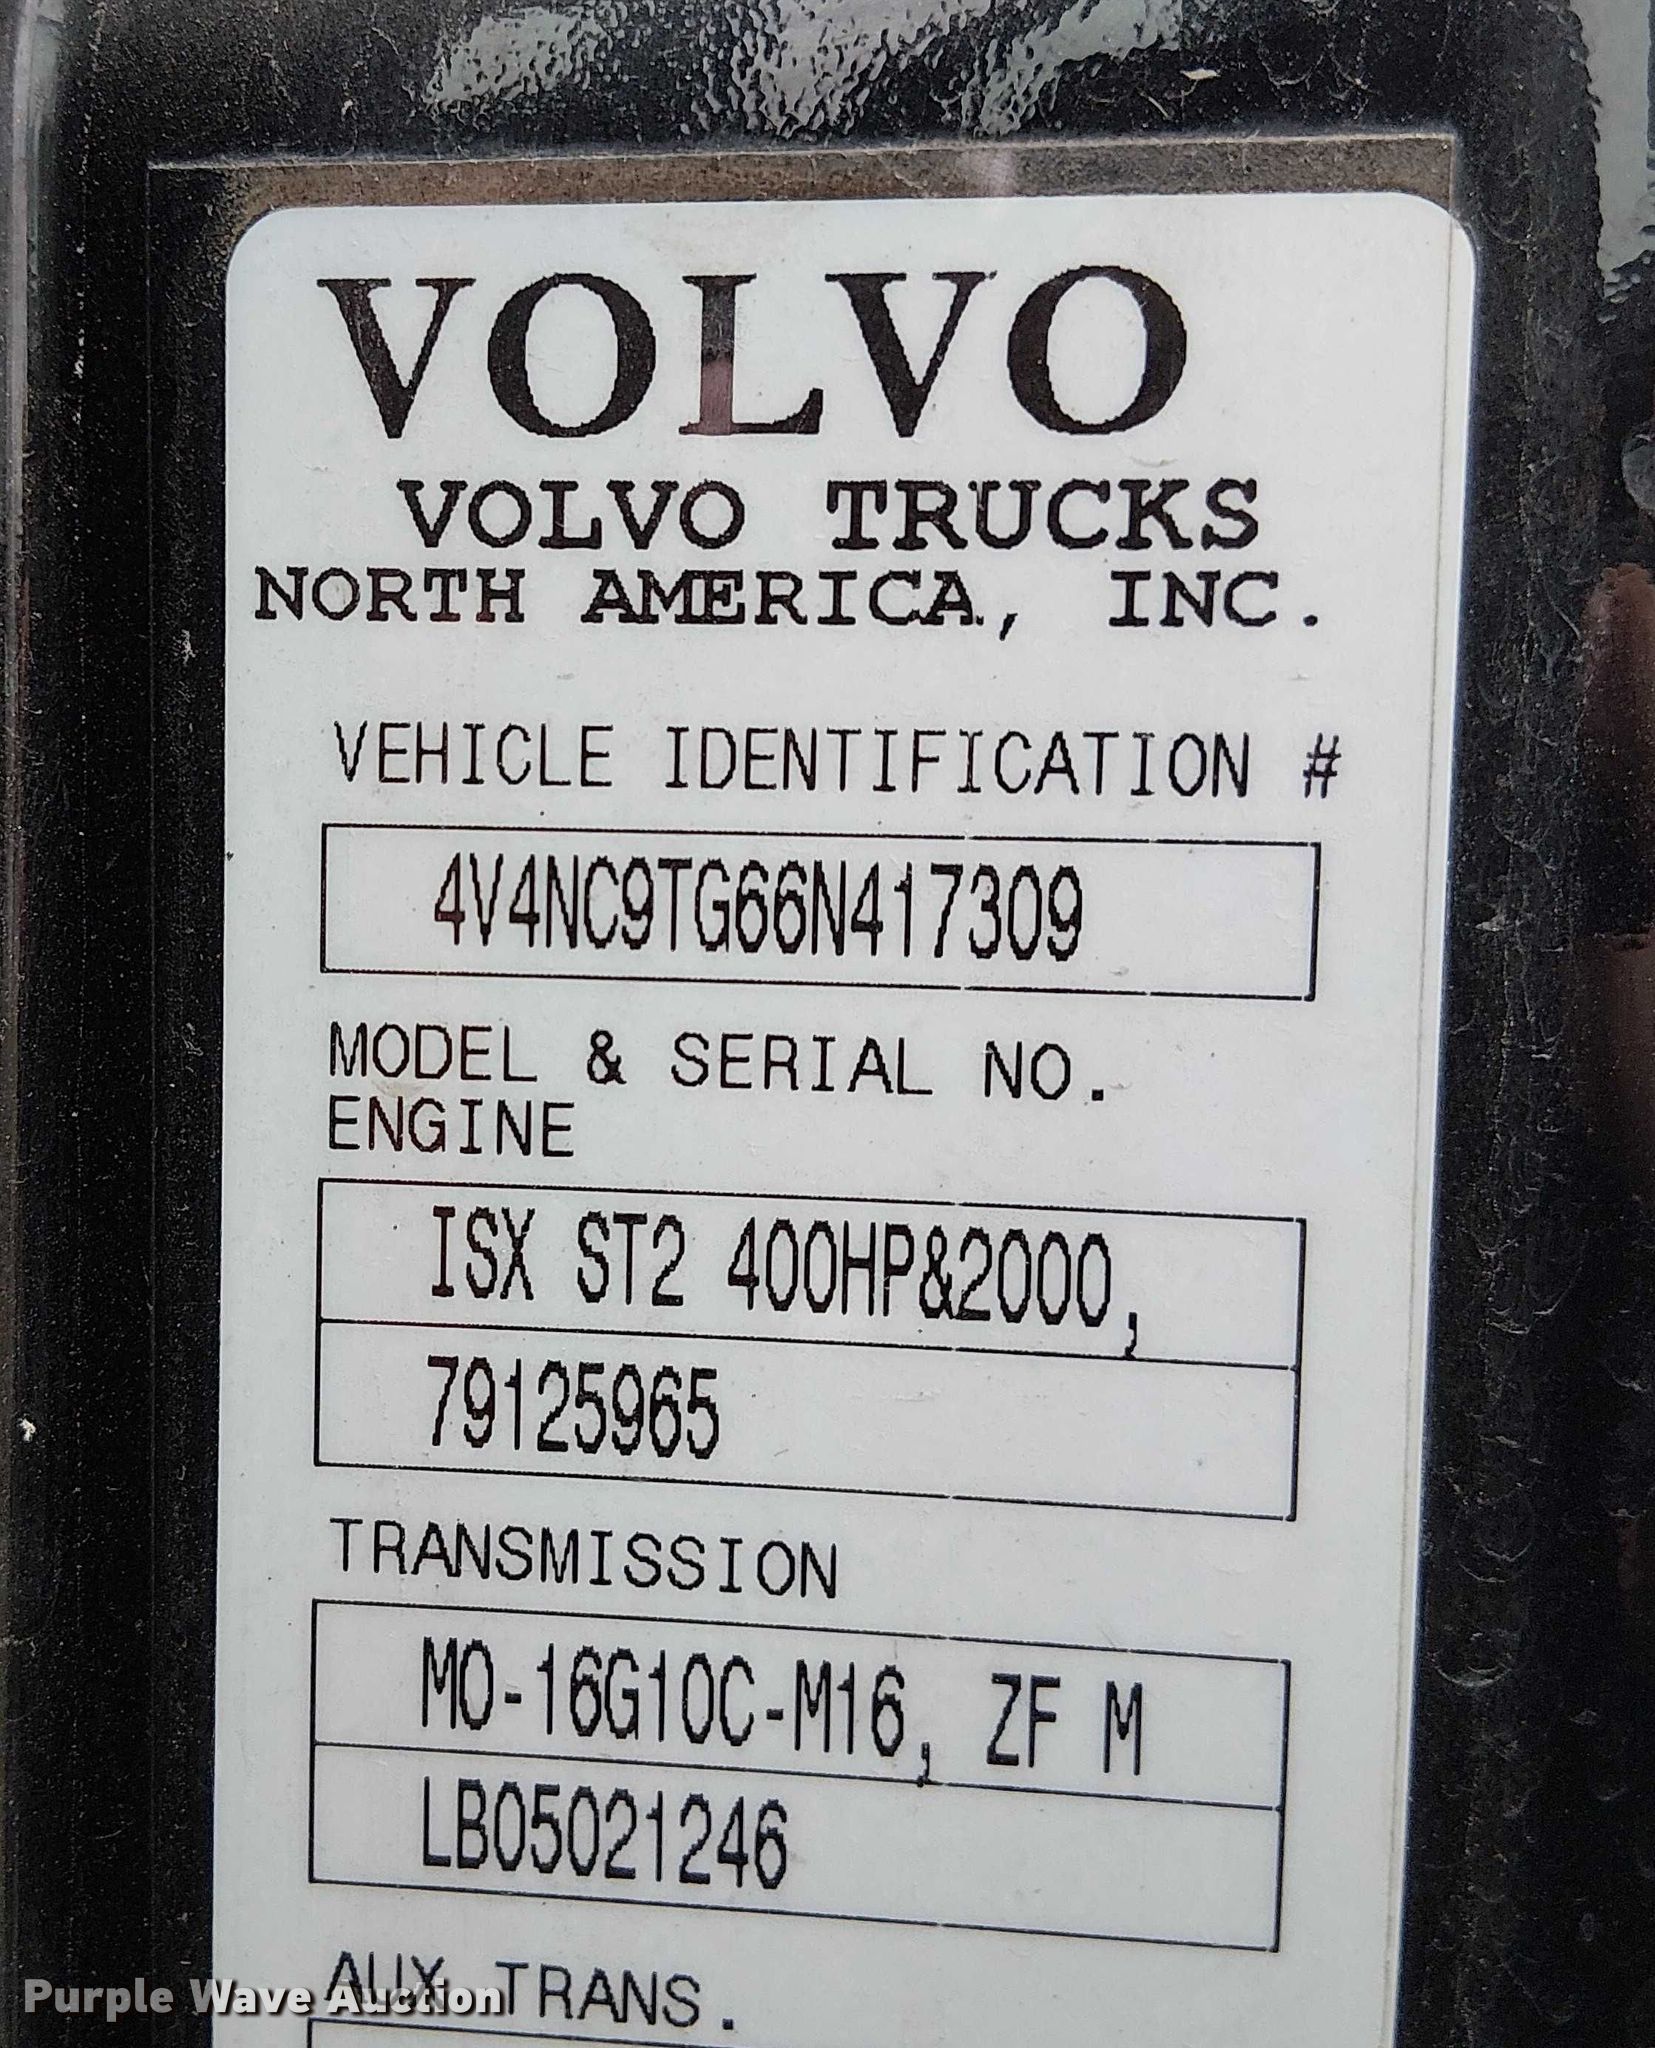 VOLVO
VOLVO TRUCKS
NORTH AMERICA, INC.
VEHICLE IDENTIFICATION #
4V4NC9TG66N417309
MODEL & SERIAL NO.
ENGINE
ISX ST2 400HP&2000,
79125965
TRANSMISSION
MO-16G10C-M16, ZF M
LB05021246
AUX TRANS.
Purple Wave Auction